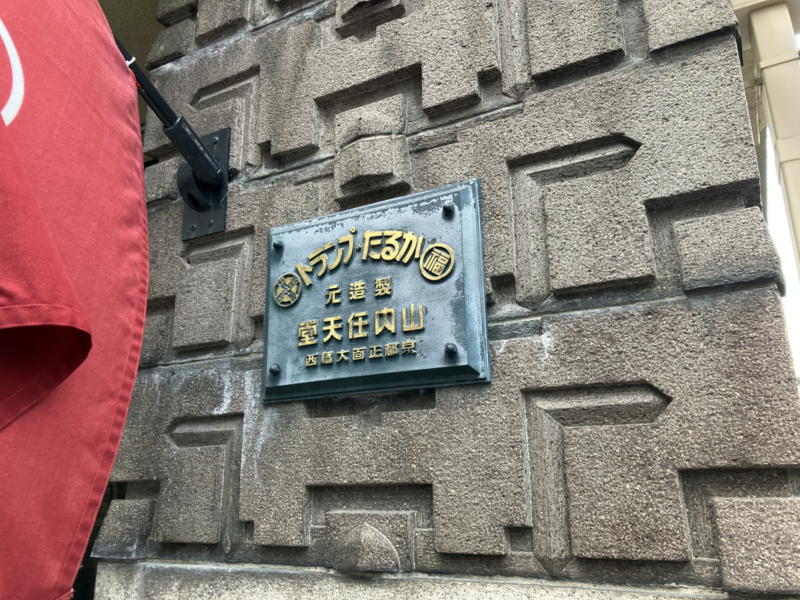 福 かるた・トランプ
製造元
山内任天堂
京都正面大橋西